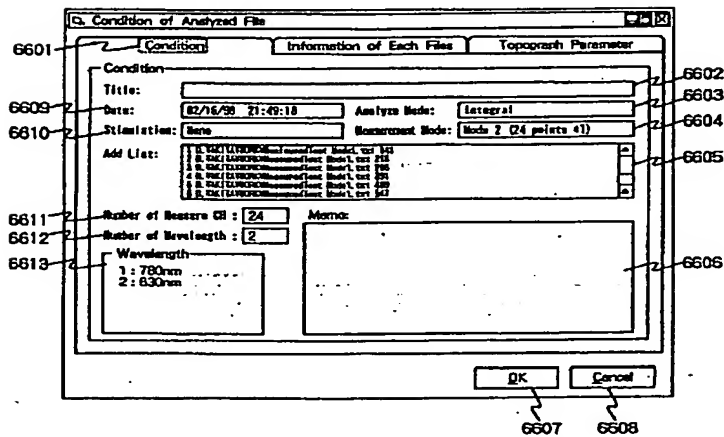 Condition of Analyzed File
6601
Condition
Information of Each Files
Topograph Parameter
Condition
Title:
6602
6609
Date:
02/16/98 21:49:18
Analyze Mode:
Integral
6603
6610
Stimlation:
None
Measurement Mode:
Mode 2 (24 points 41)
6604
Add List:
6605
6611
Number of Measure CH :
24
Memo:
6612
Number of Wavelength :
2
6613
Wavelength
1 : 780nm
2 : 830nm
6606
OK
Cancel
6607
6608